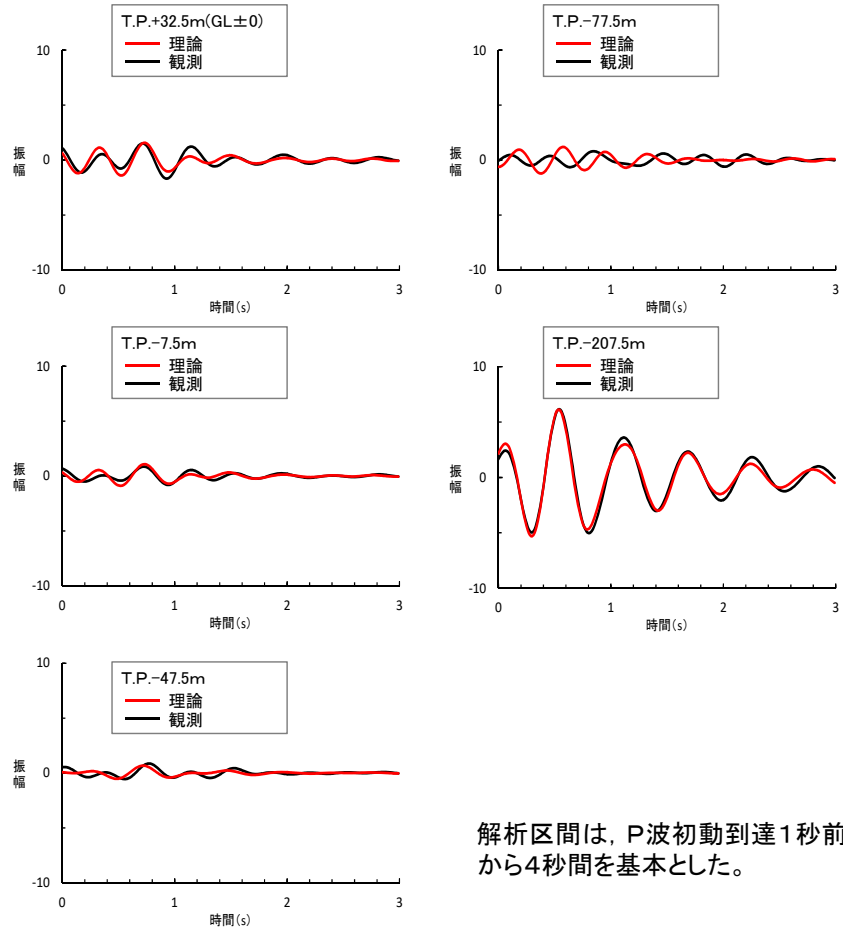 T.P.+32.5m(GL±0)
理論
観測
10
0
-10
振幅
0
1
2
3
時間(s)
T.P.-77.5m
理論
観測
10
0
-10
振幅
0
1
2
3
時間(s)
T.P.-7.5m
理論
観測
10
0
-10
振幅
0
1
2
3
時間(s)
T.P.-207.5m
理論
観測
10
0
-10
振幅
0
1
2
3
時間(s)
T.P.-47.5m
理論
観測
10
0
-10
振幅
0
1
2
3
時間(s)
解析区間は，P波初動到達1秒前
から4秒間を基本とした。